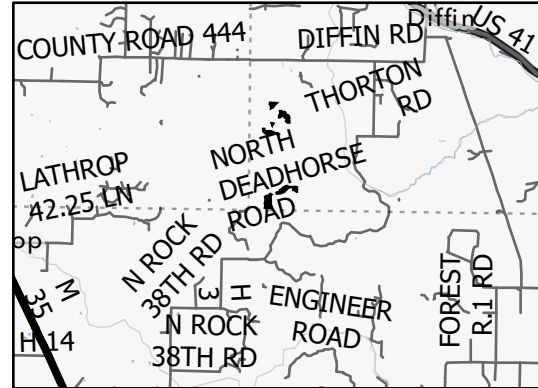 Diffin
US 41
COUNTY ROAD 444
DIFFIN RD
THORTON
RD
NORTH
DEADHORSE
ROAD
LATHROP
42.25 LN
op
N ROCK
38TH RD
M
35
H 14
3
H
N ROCK
38TH RD
ENGINEER
ROAD
FOREST
R.1 RD